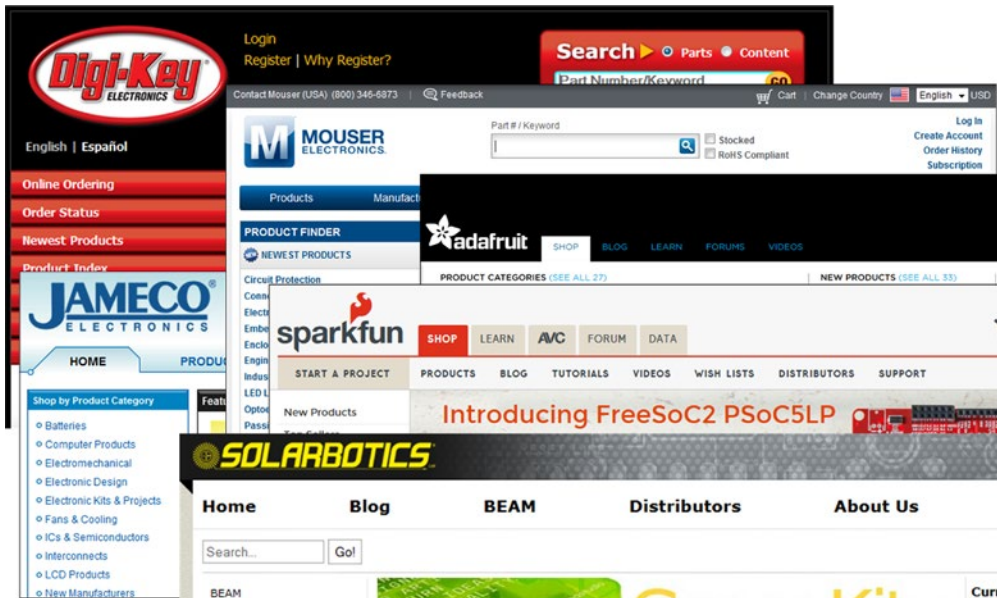 Digi-Key
ELECTRONICS
Login
Register | Why Register?
Search Parts Content
Part Number/Keyword GO
English | Español
Online Ordering
Order Status
Newest Products
Product Index
Contact Mouser (USA) (800) 346-6873 | Feedback
Cart | Change Country English USD
MOUSER
ELECTRONICS
Part # / Keyword
Stocked
RoHS Compliant
Log In
Create Account
Order History
Subscription
Products
PRODUCT FINDER
NEWEST PRODUCTS
Circuit Protection
adafruit
SHOP BLOG LEARN FORUMS VIDEOS
PRODUCT CATEGORIES (SEE ALL 27)
NEW PRODUCTS (SEE ALL 33)
JAMECO
ELECTRONICS
HOME
Shop by Product Category
Batteries
Computer Products
Electromechanical
Electronic Design
Electronic Kits & Projects
Fans & Cooling
ICs & Semiconductors
Interconnects
LCD Products
New Manufacturers
sparkfun
SHOP LEARN AVC FORUM DATA
START A PROJECT PRODUCTS BLOG TUTORIALS VIDEOS WISH LISTS DISTRIBUTORS SUPPORT
New Products
Introducing FreeSoC2 PSoC5LP
SOLARBOTICS
Home Blog BEAM Distributors About Us
Search... Go!
BEAM